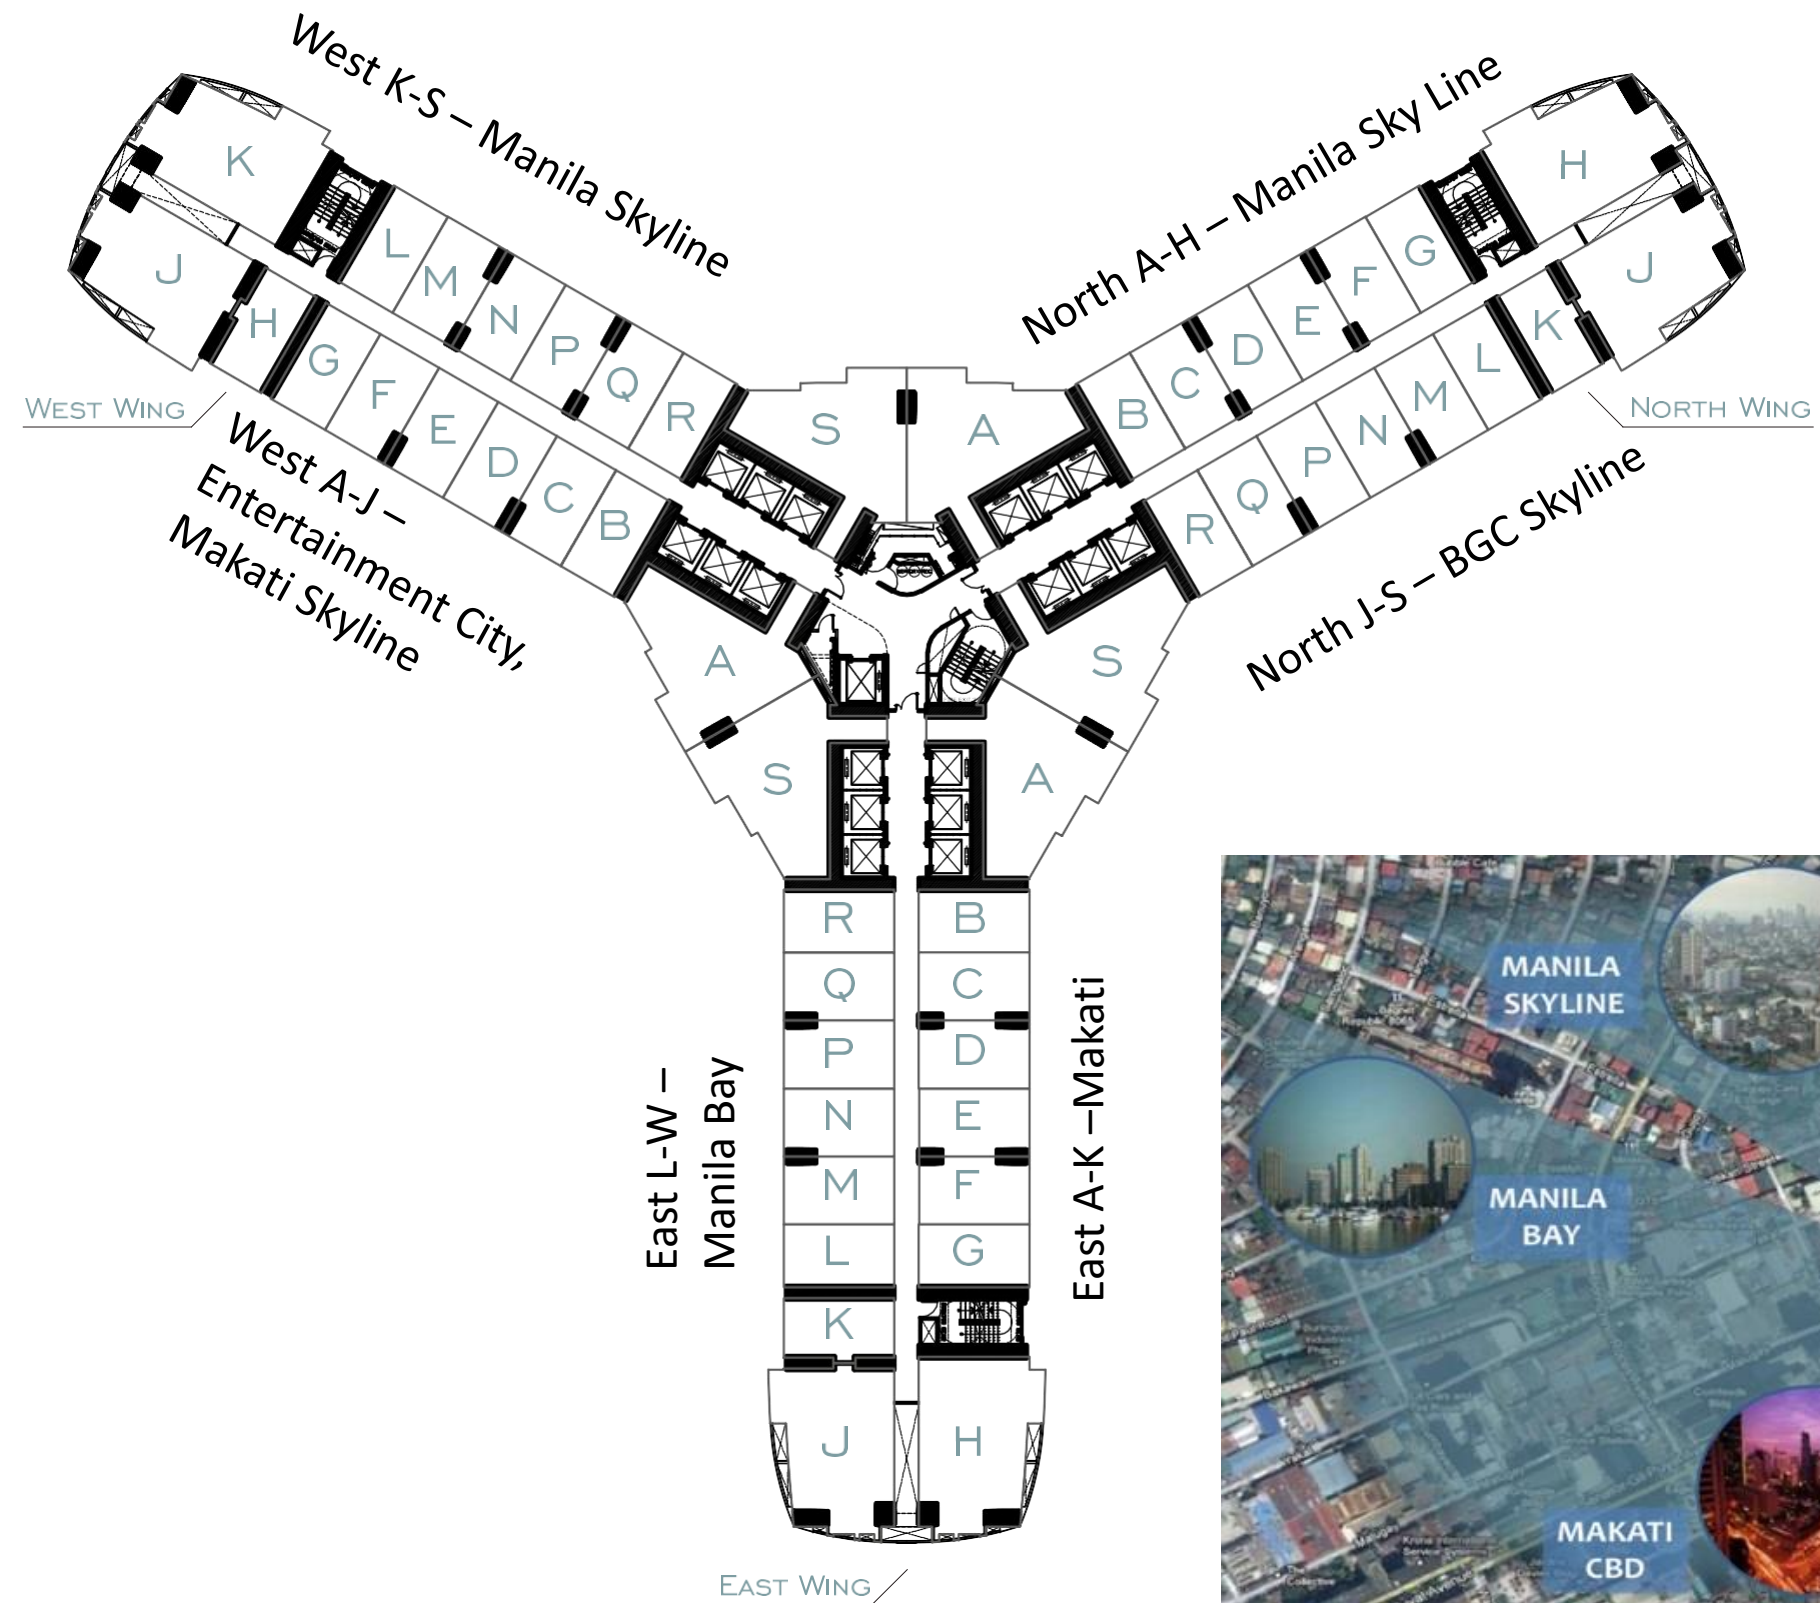 West K-S – Manila Skyline
North A-H – Manila Sky Line
K
H
L
M
N
P
Q
R
S
A
B
C
D
E
F
G
J
H
G
F
E
D
C
B
A
J
K
L
M
N
P
Q
R
S
WEST WING
NORTH WING
West A-J –
Entertainment City,
Makati Skyline
North J-S – BGC Skyline
S
A
R
B
Q
C
P
D
N
E
M
F
L
G
K
J
H
East L-W –
Manila Bay
East A-K –Makati
EAST WING
MANILA
SKYLINE
MANILA
BAY
MAKATI
CBD